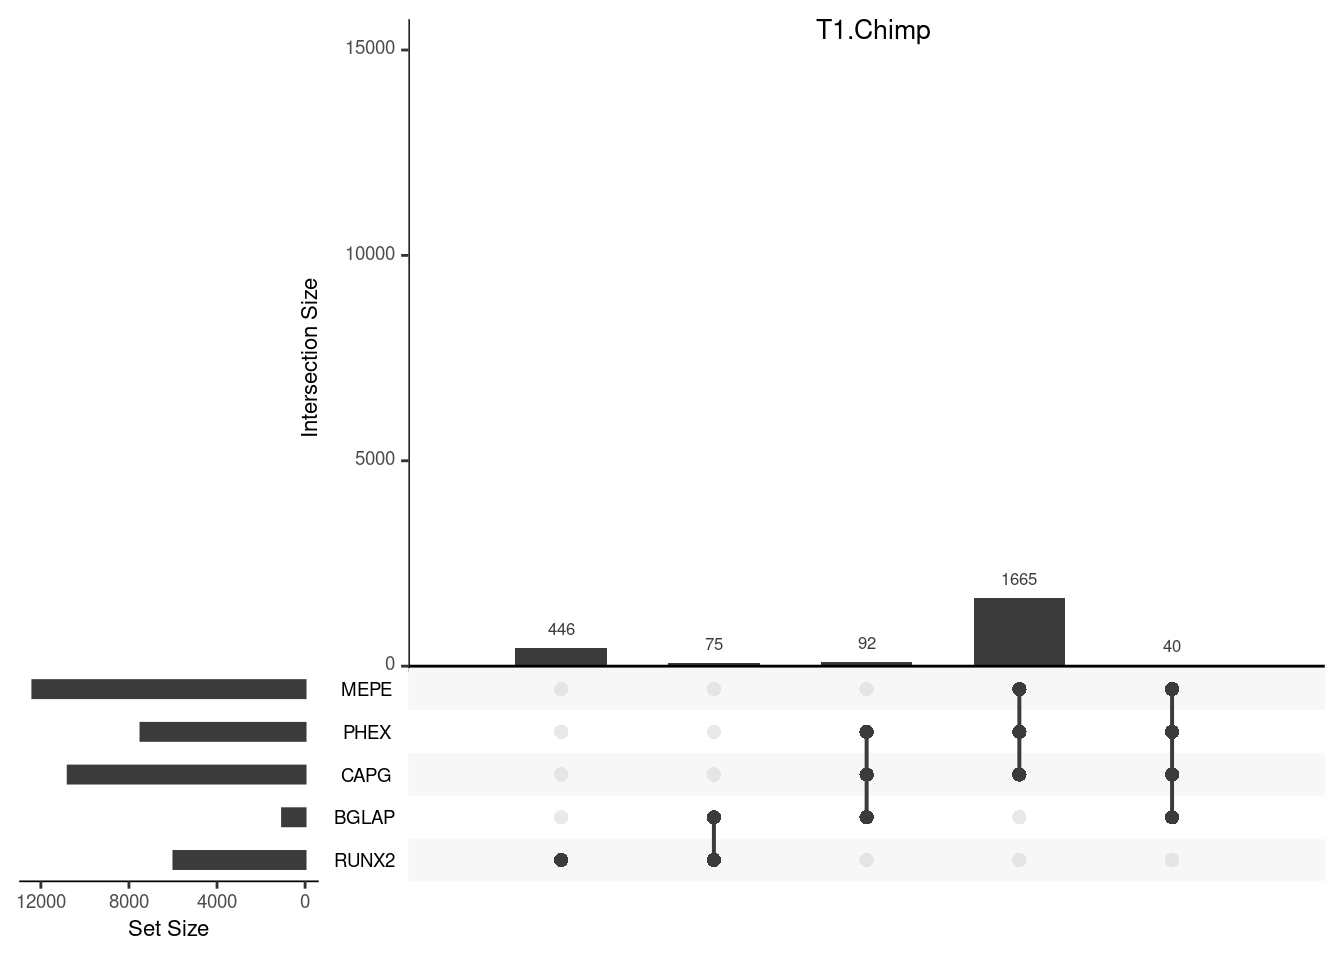 T1.Chimp
15000
10000
5000
0
Intersection Size
446
75
92
1665
40
MEPE
PHEX
CAPG
BGLAP
RUNX2
12000 8000 4000 0
Set Size